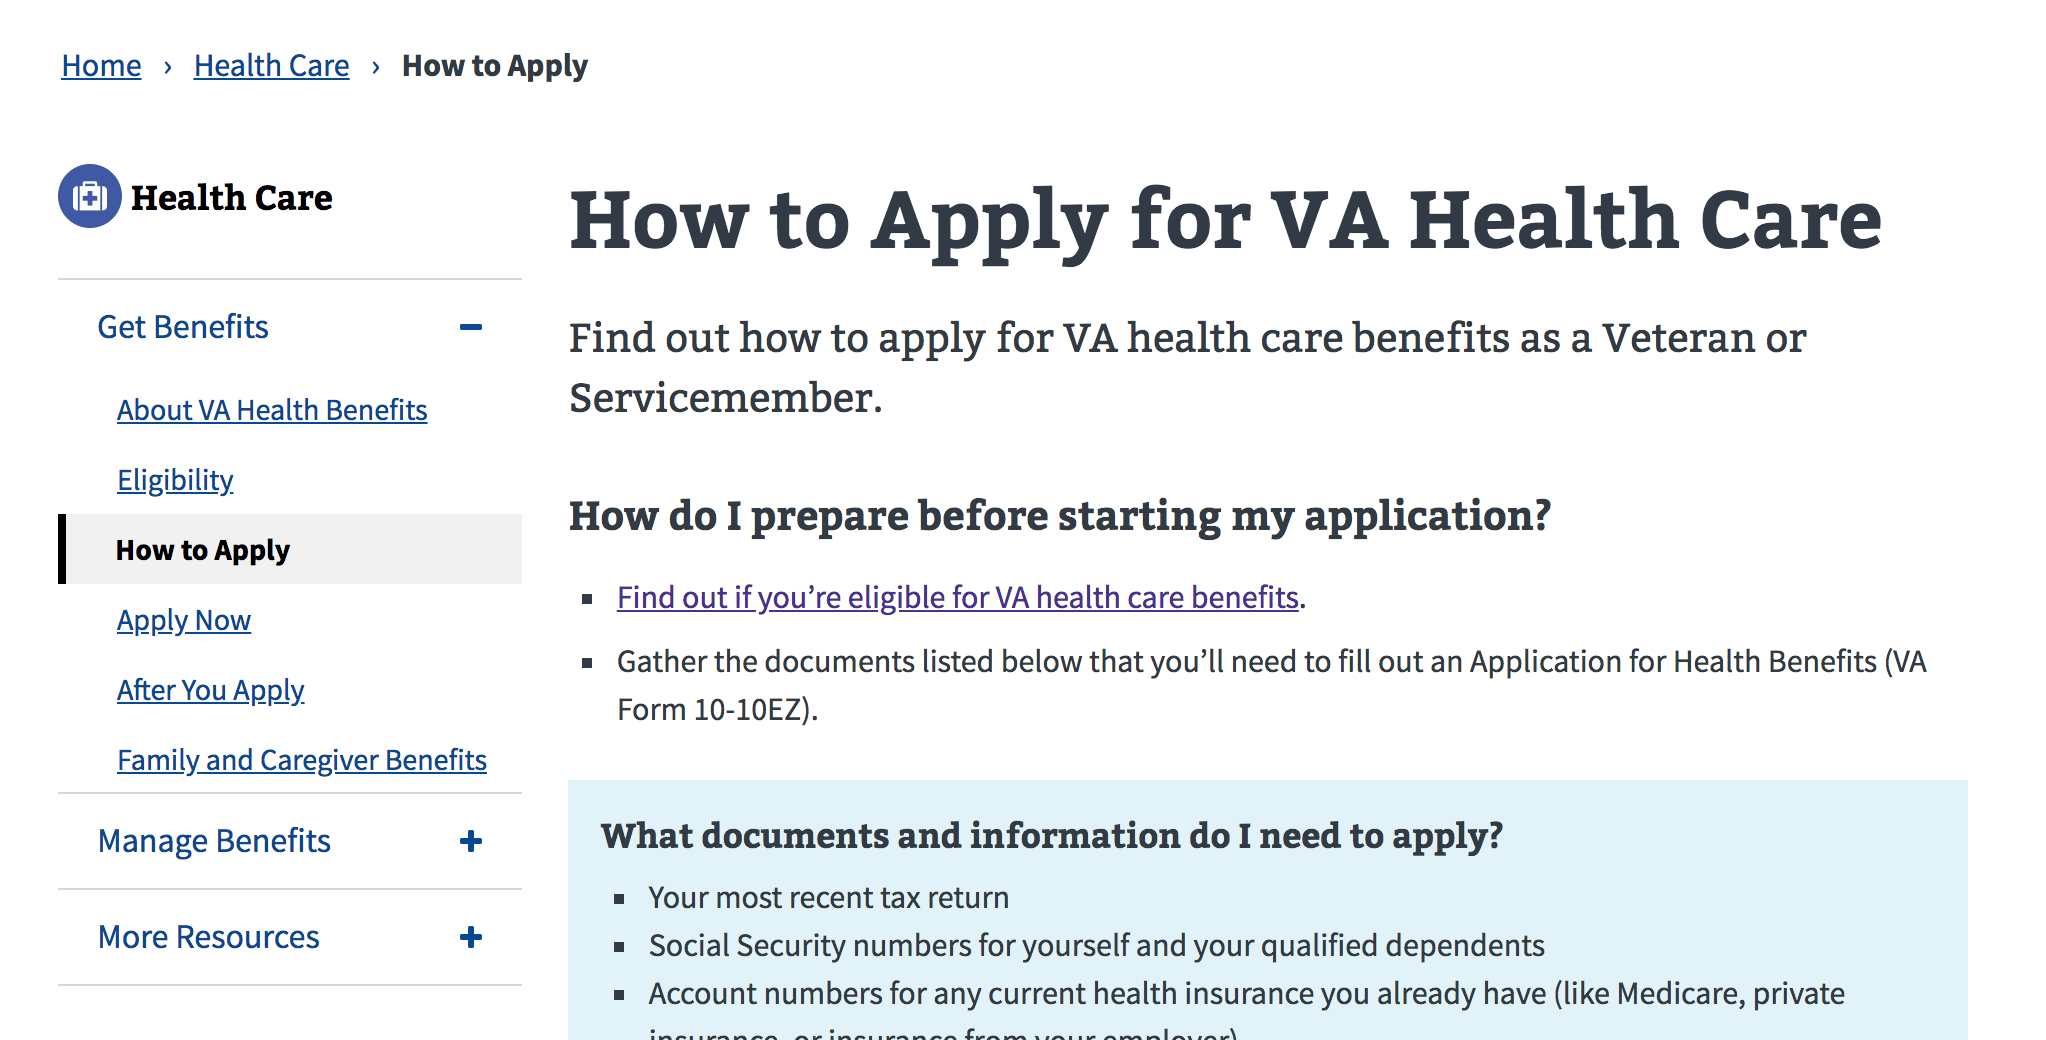 Home › Health Care › How to Apply
Health Care
Get Benefits
About VA Health Benefits
Eligibility
How to Apply
Apply Now
After You Apply
Family and Caregiver Benefits
Manage Benefits
More Resources
How to Apply for VA Health Care
Find out how to apply for VA health care benefits as a Veteran or
Servicemember.
How do I prepare before starting my application?
Find out if you’re eligible for VA health care benefits.
Gather the documents listed below that you’ll need to fill out an Application for Health Benefits (VA
Form 10-10EZ).
What documents and information do I need to apply?
Your most recent tax return
Social Security numbers for yourself and your qualified dependents
Account numbers for any current health insurance you already have (like Medicare, private
insurance, or insurance from your employer)